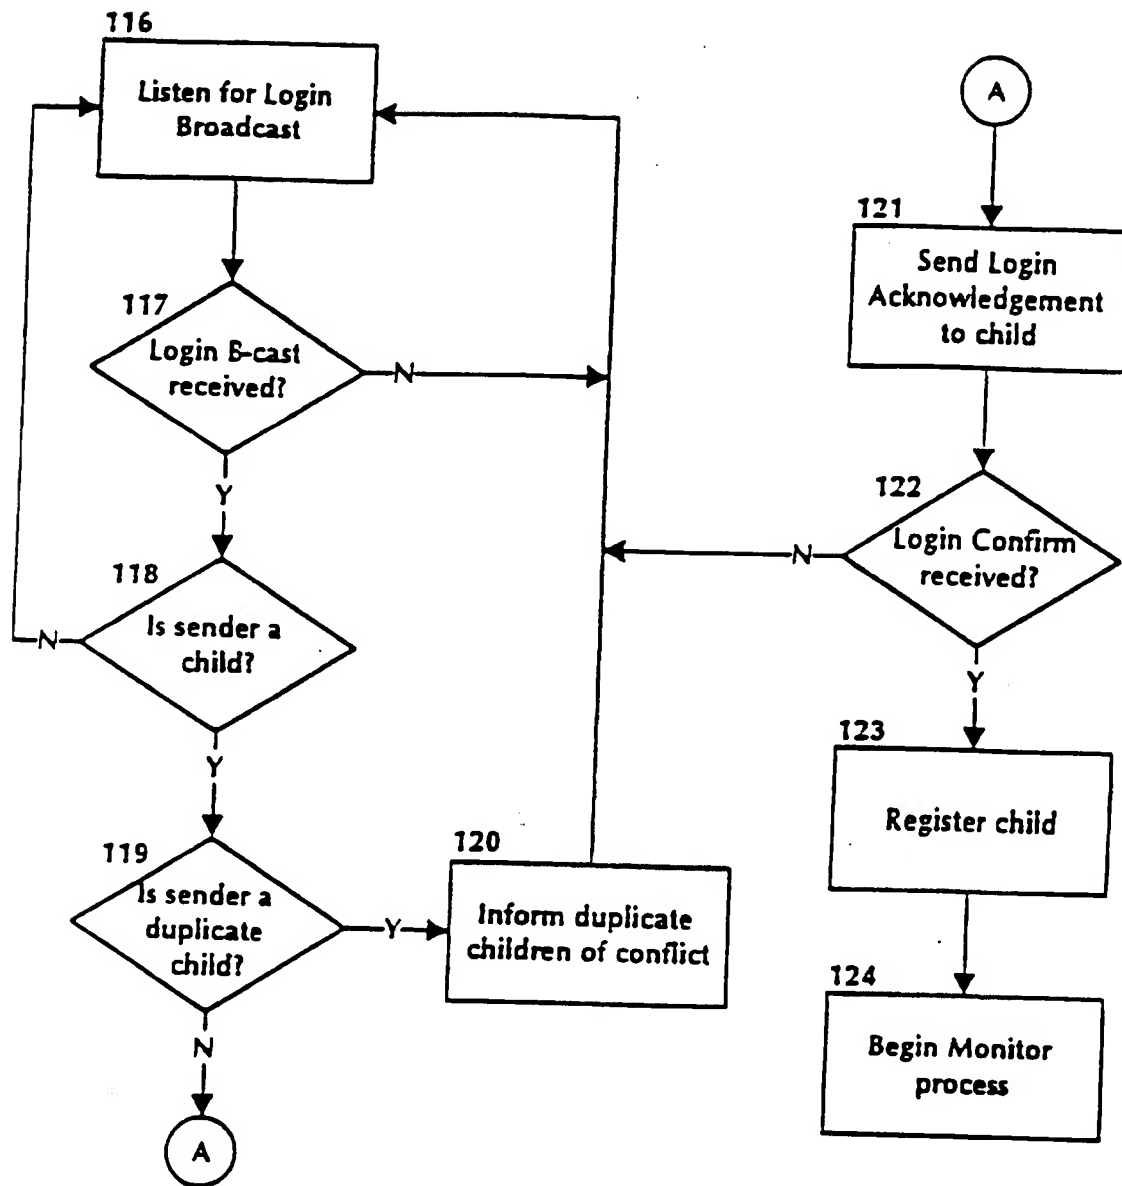 116
Listen for Login
Broadcast
117
Login B-cast
received?
N
Y
118
Is sender a
child?
N
Y
119
Is sender a
duplicate
child?
Y
N
A
120
Inform duplicate
children of conflict
A
121
Send Login
Acknowledgement
to child
122
Login Confirm
received?
N
Y
123
Register child
124
Begin Monitor
process